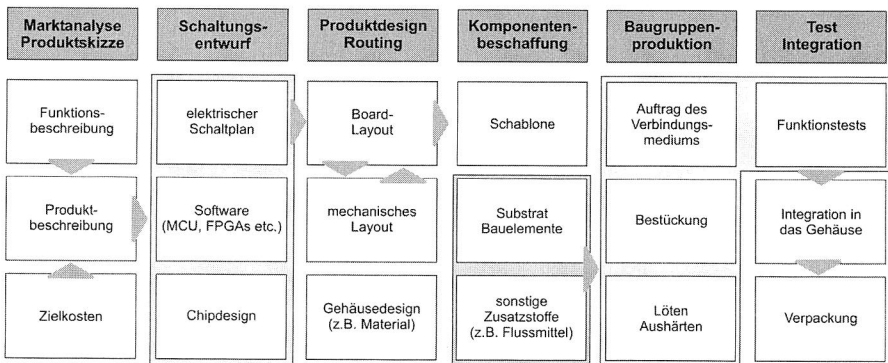 Marktanalyse
Produktskizze
Schaltungs-
entwurf
Produktdesign
Routing
Komponenten-
beschaffung
Baugruppen-
produktion
Test
Integration
Funktions-
beschreibung
elektrischer
Schaltplan
Board-
Layout
Schablone
Auftrag des
Verbindungs-
mediums
Funktionstests
Produkt-
beschreibung
Software
(MCU, FPGAs etc.)
mechanisches
Layout
Substrat
Bauelemente
Bestückung
Integration in
das Gehäuse
Zielkosten
Chipdesign
Gehäusedesign
(z.B. Material)
sonstige
Zusatzstoffe
(z.B. Flussmittel)
Löten
Aushärten
Verpackung